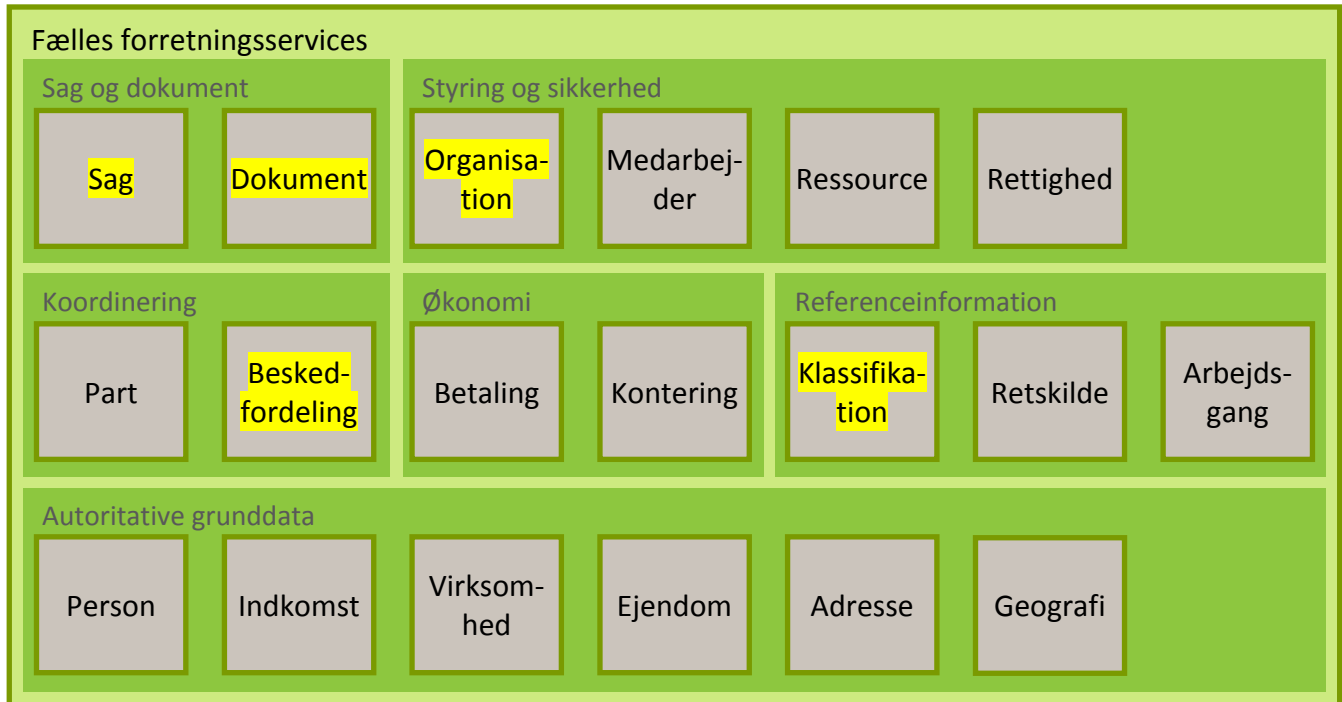 Fælles forretningsservices
Sag og dokument
Sag
Dokument
Styring og sikkerhed
Organisa-
tion
Medarbej-
der
Ressource
Rettighed
Koordinering
Part
Besked-
fordeling
Økonomi
Betaling
Kontering
Referenceinformation
Klassifika-
tion
Retskilde
Arbejds-
gang
Autoritative grunddata
Person
Indkomst
Virksom-
hed
Ejendom
Adresse
Geografi